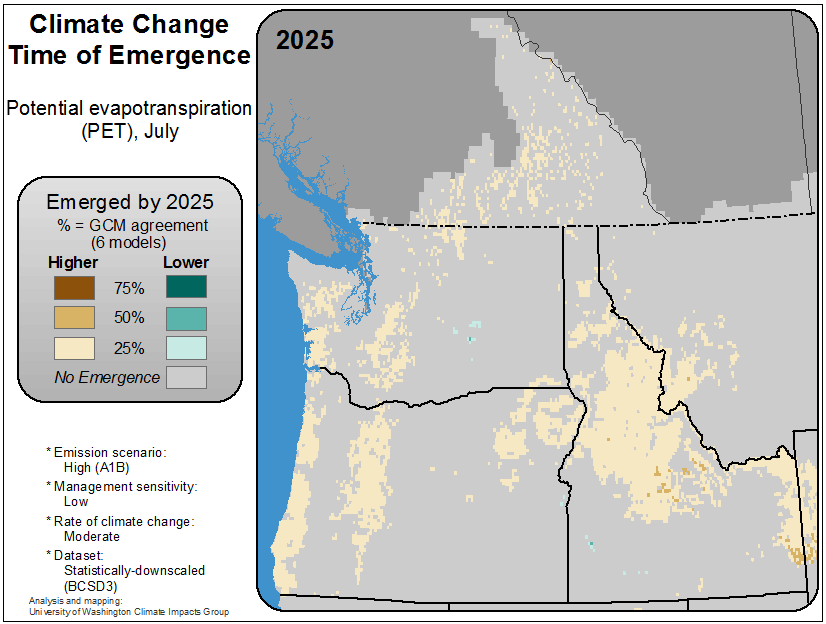 Climate Change
Time of Emergence
Potential evapotranspiration
(PET), July
2025
Emerged by 2025
% = GCM agreement
(6 models)
Higher Lower
75%
50%
25%
No Emergence
* Emission scenario:
High (A1B)
* Management sensitivity:
Low
* Rate of climate change:
Moderate
* Dataset:
Statistically-downscaled
(BCSD3)
Analysis and mapping:
University of Washington Climate Impacts Group